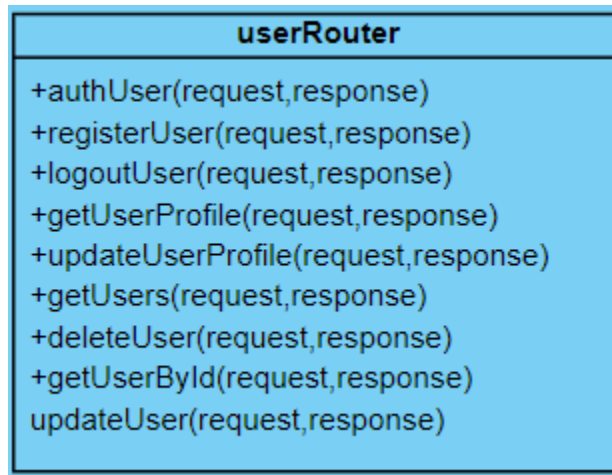 userRouter
+authUser(request,response)
+registerUser(request,response)
+logoutUser(request,response)
+getUserProfile(request,response)
+updateUserProfile(request,response)
+getUsers(request,response)
+deleteUser(request,response)
+getUserById(request,response)
updateUser(request,response)